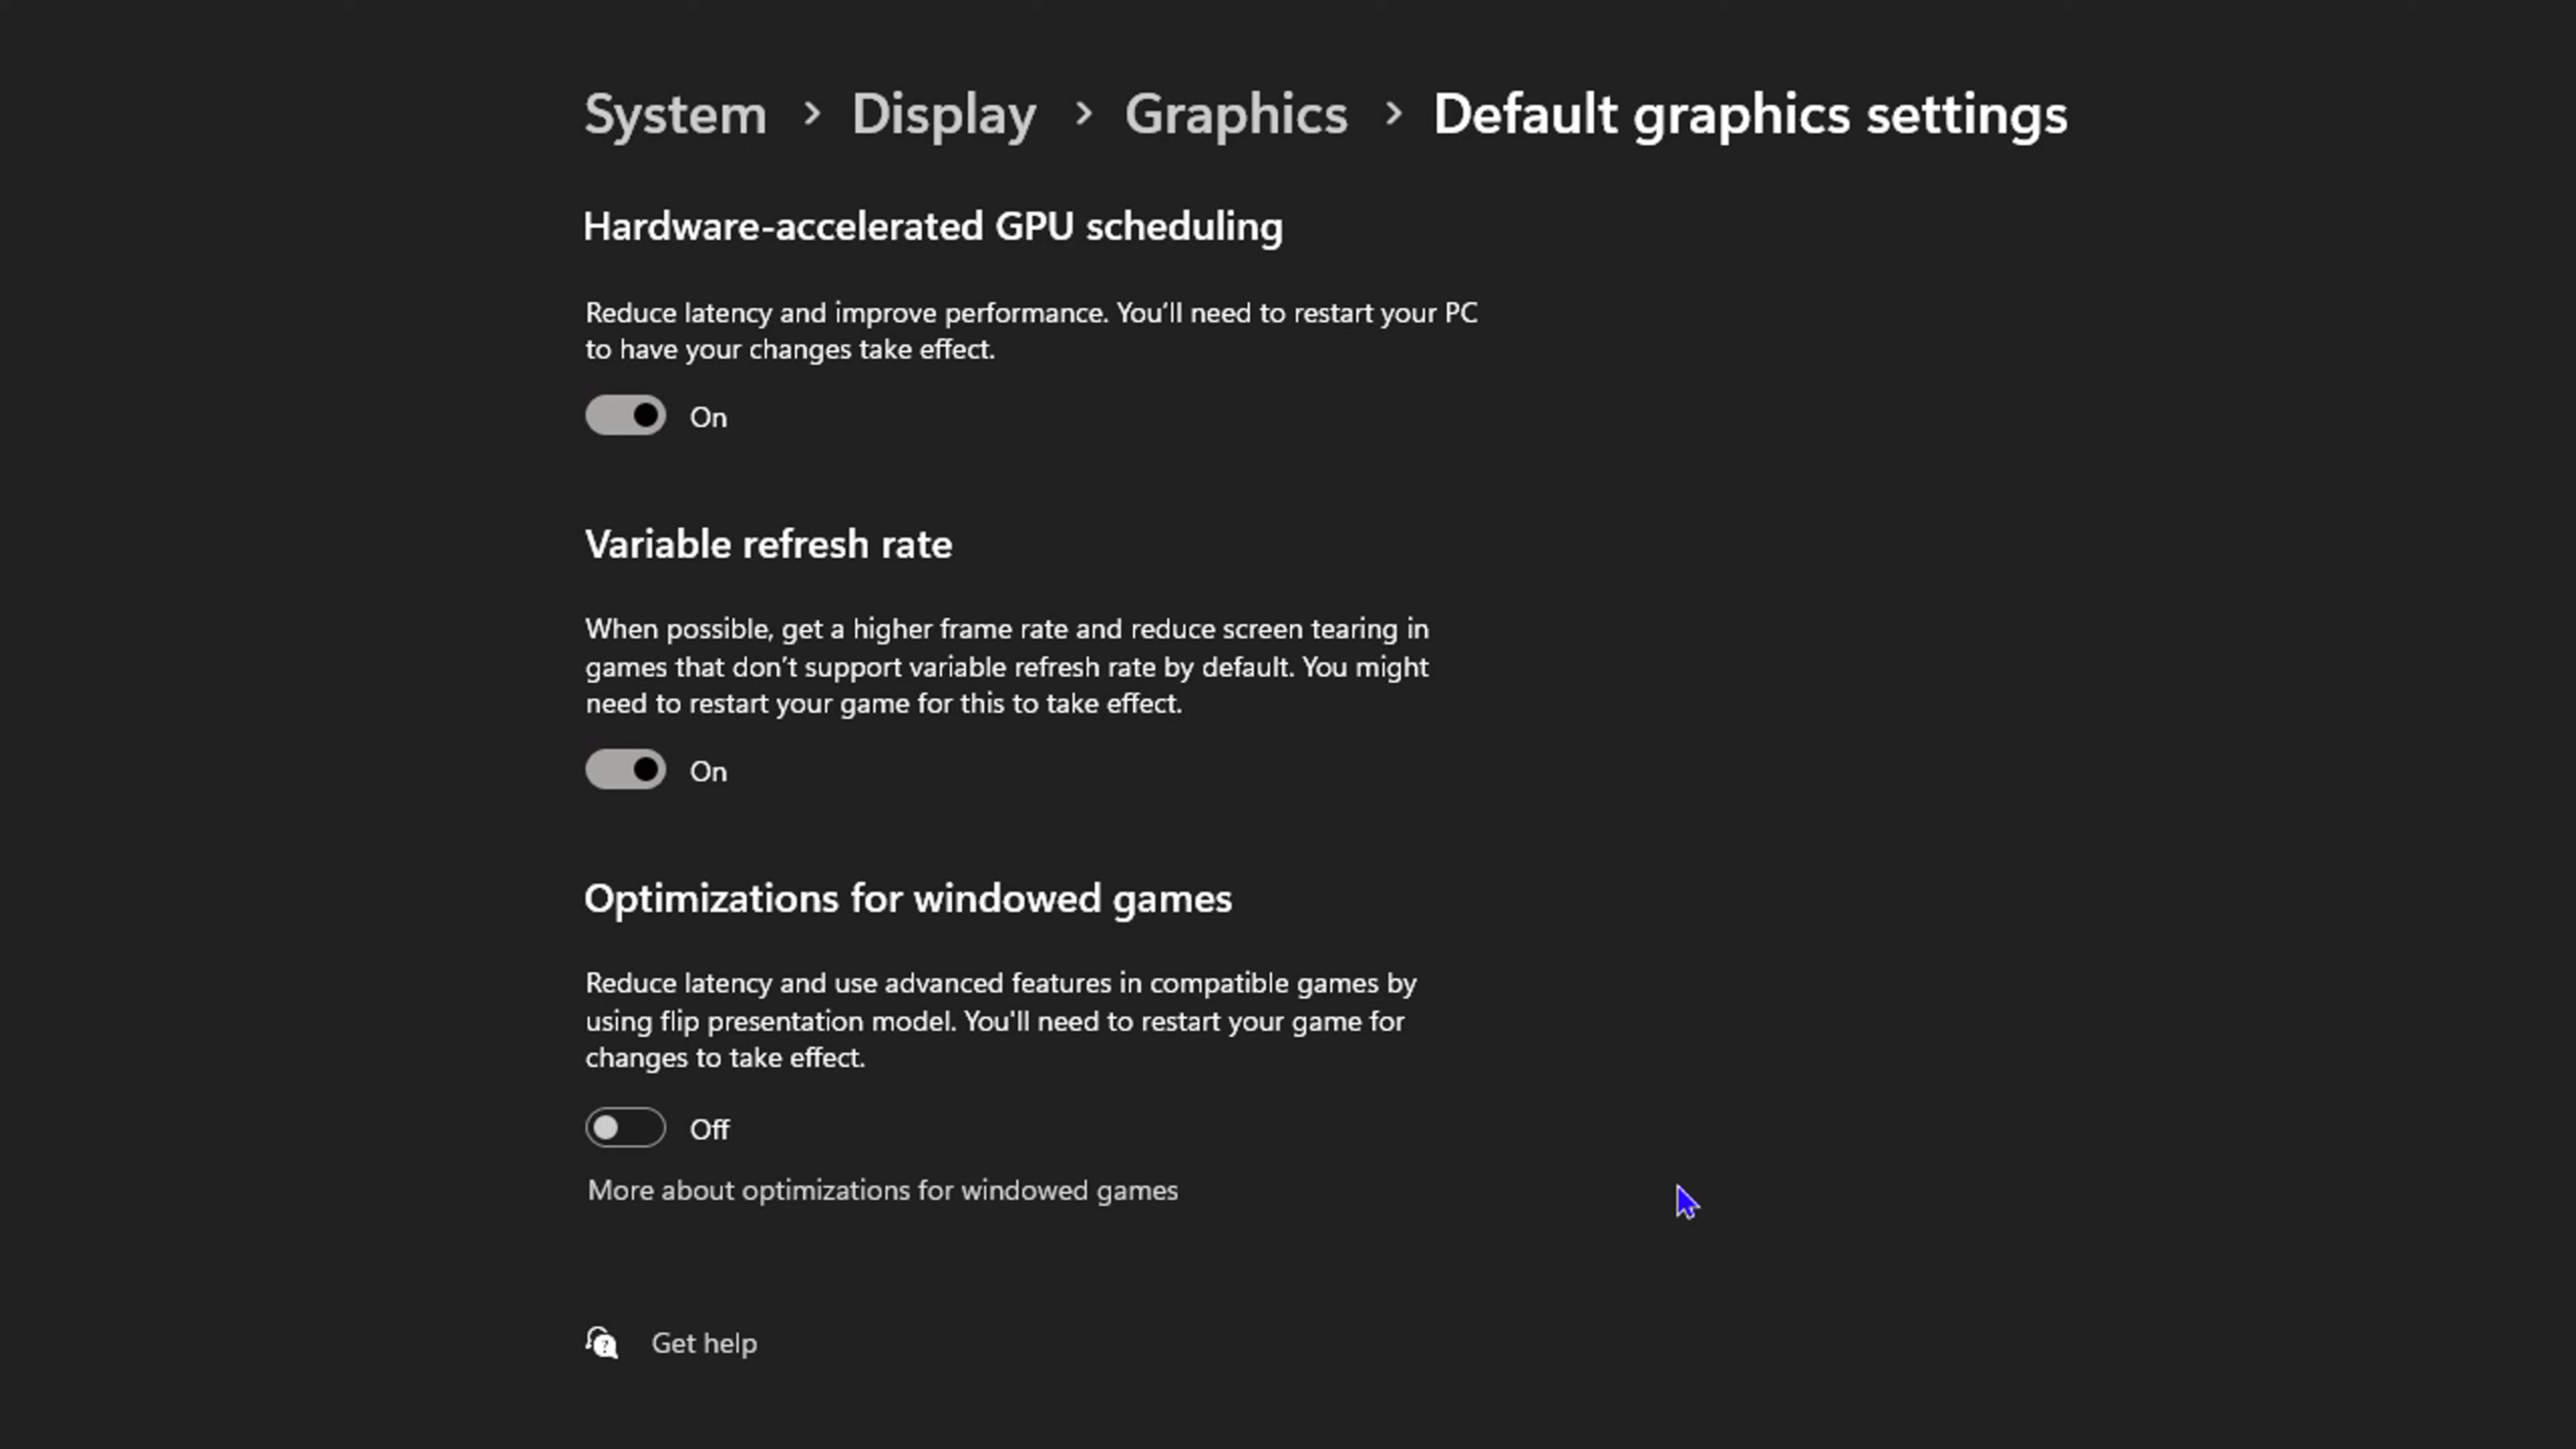 System > Display > Graphics > Default graphics settings
Hardware-accelerated GPU scheduling
Reduce latency and improve performance. You’ll need to restart your PC
to have your changes take effect.
On
Variable refresh rate
When possible, get a higher frame rate and reduce screen tearing in
games that don’t support variable refresh rate by default. You might
need to restart your game for this to take effect.
On
Optimizations for windowed games
Reduce latency and use advanced features in compatible games by
using flip presentation model. You'll need to restart your game for
changes to take effect.
Off
More about optimizations for windowed games
Get help